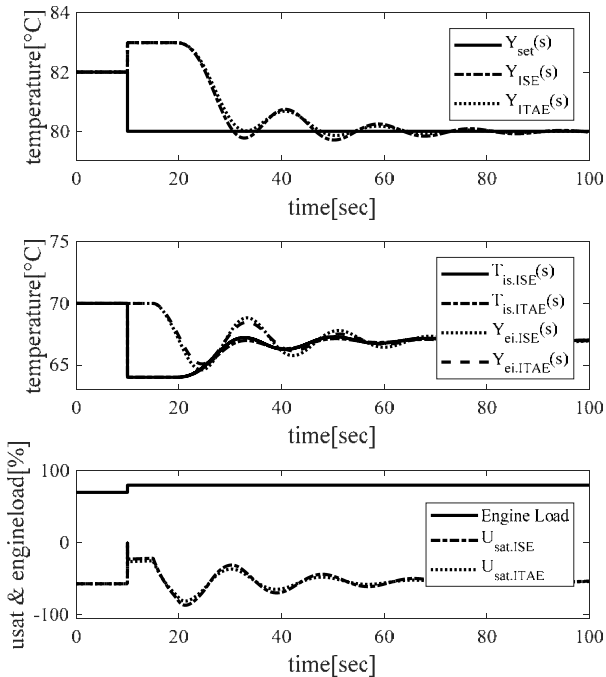 temperature[°C]
84
82
80
0
20
40
60
80
100
time[sec]
Y_set(s)
Y_ISE(s)
Y_ITAE(s)
temperature[°C]
75
70
65
0
20
40
60
80
100
time[sec]
T_is.ISE(s)
T_is.ITAE(s)
Y_ei.ISE(s)
Y_ei.ITAE(s)
usat & engineload[%]
100
0
-100
0
20
40
60
80
100
time[sec]
Engine Load
U_sat.ISE
U_sat.ITAE